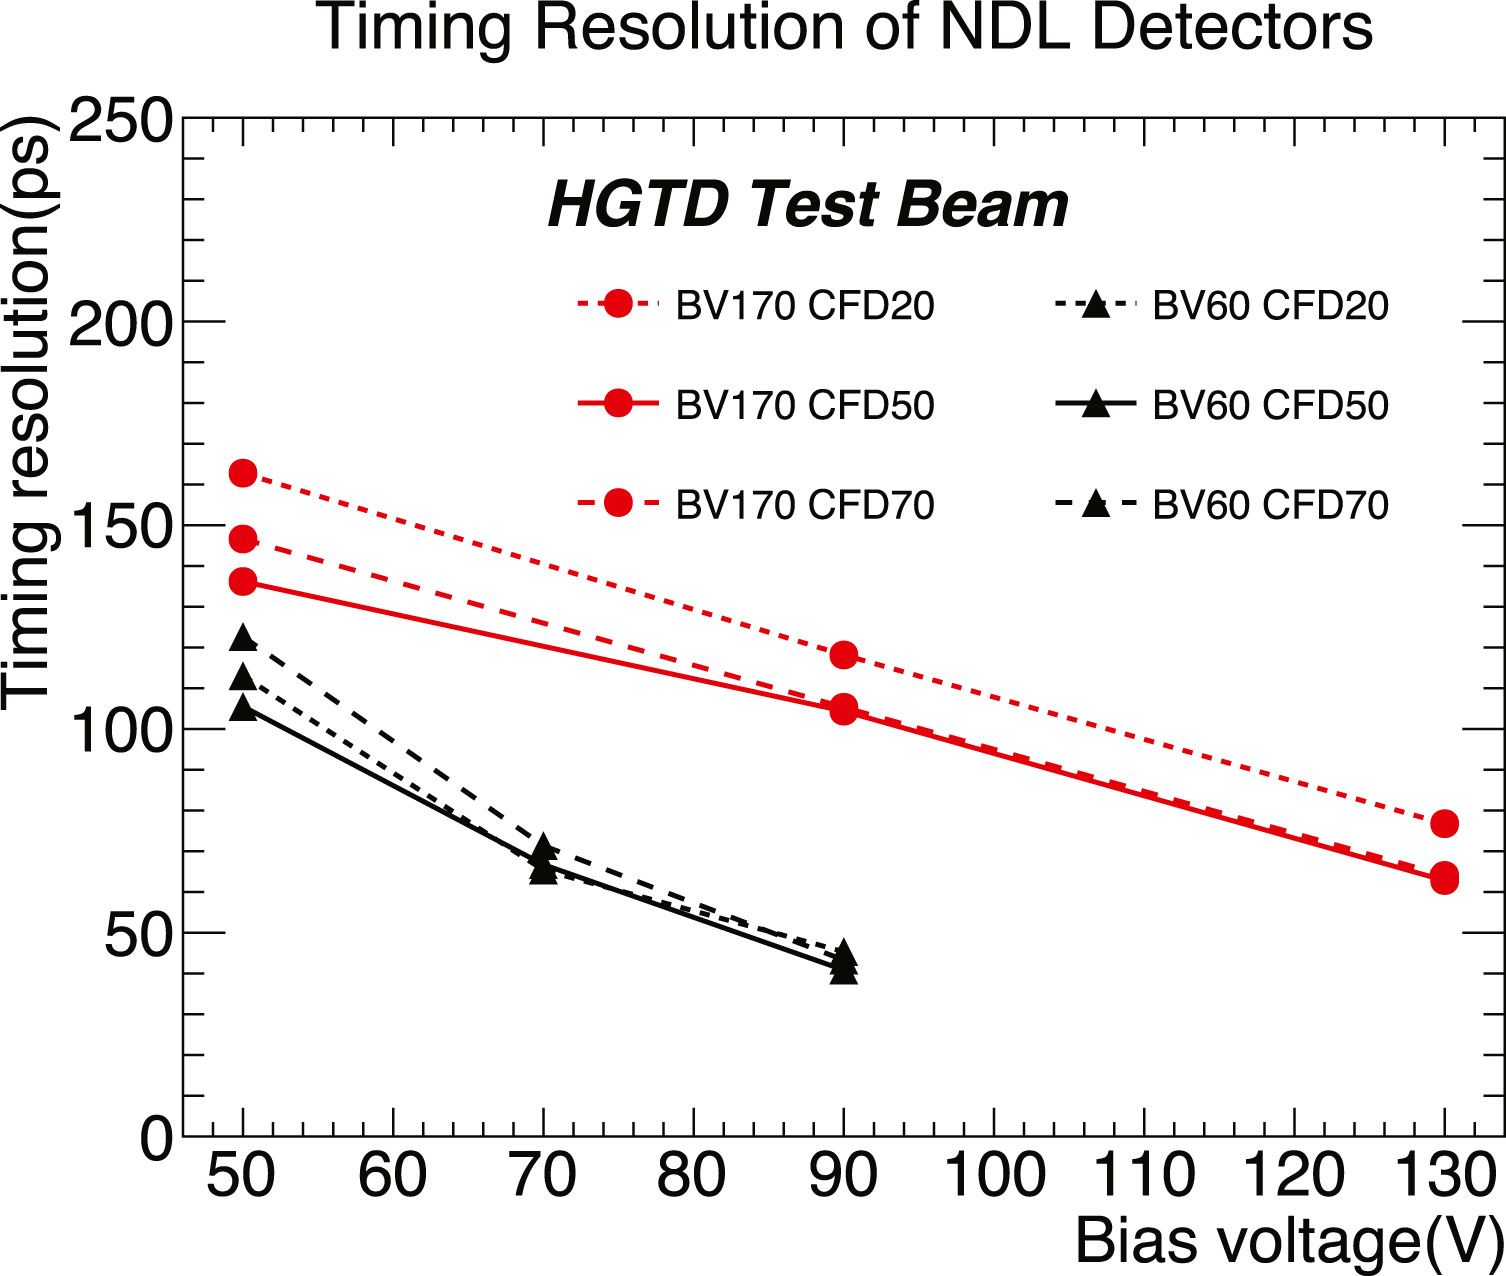 Timing Resolution of NDL Detectors
Timing resolution(ps)
250
200
150
100
50
0
HGTD Test Beam
BV170 CFD20
BV60 CFD20
BV170 CFD50
BV60 CFD50
BV170 CFD70
BV60 CFD70
50 60 70 80 90 100 110 120 130
Bias voltage(V)